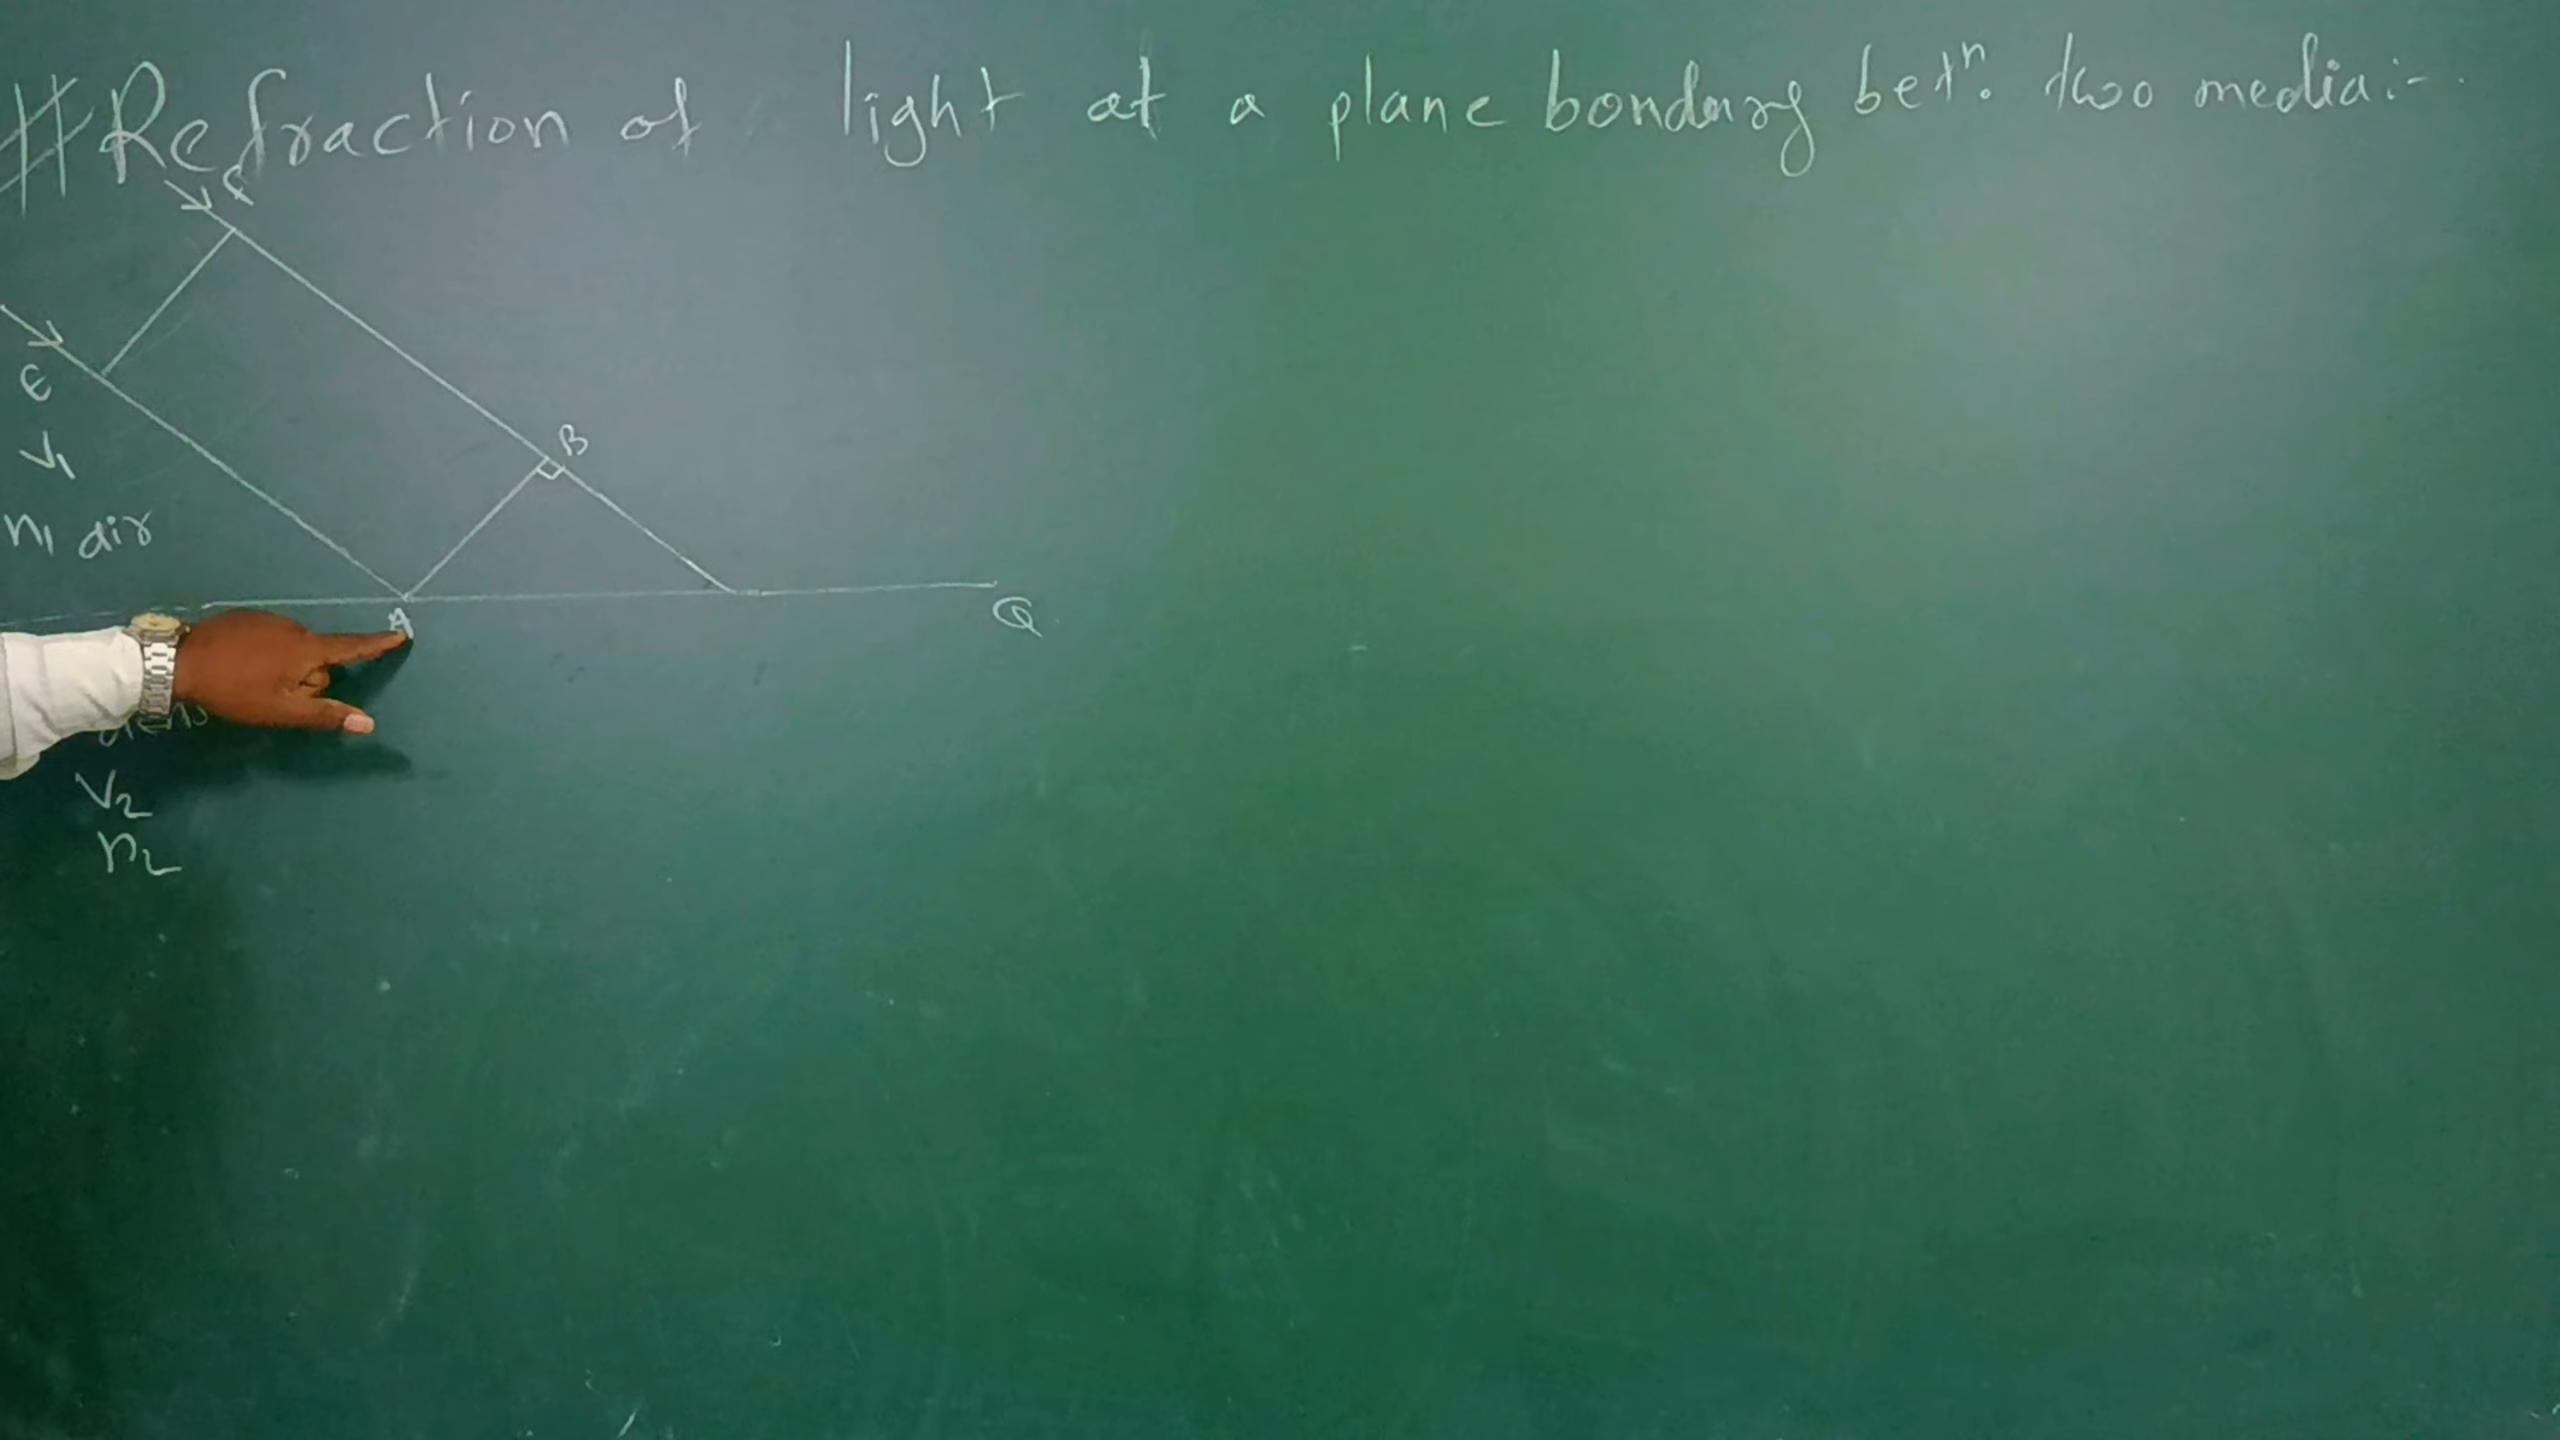 # Refraction of light at a plane bondary betⁿ. two media:-
F
E
B
V1
n1 air
A
Q
V2
n2